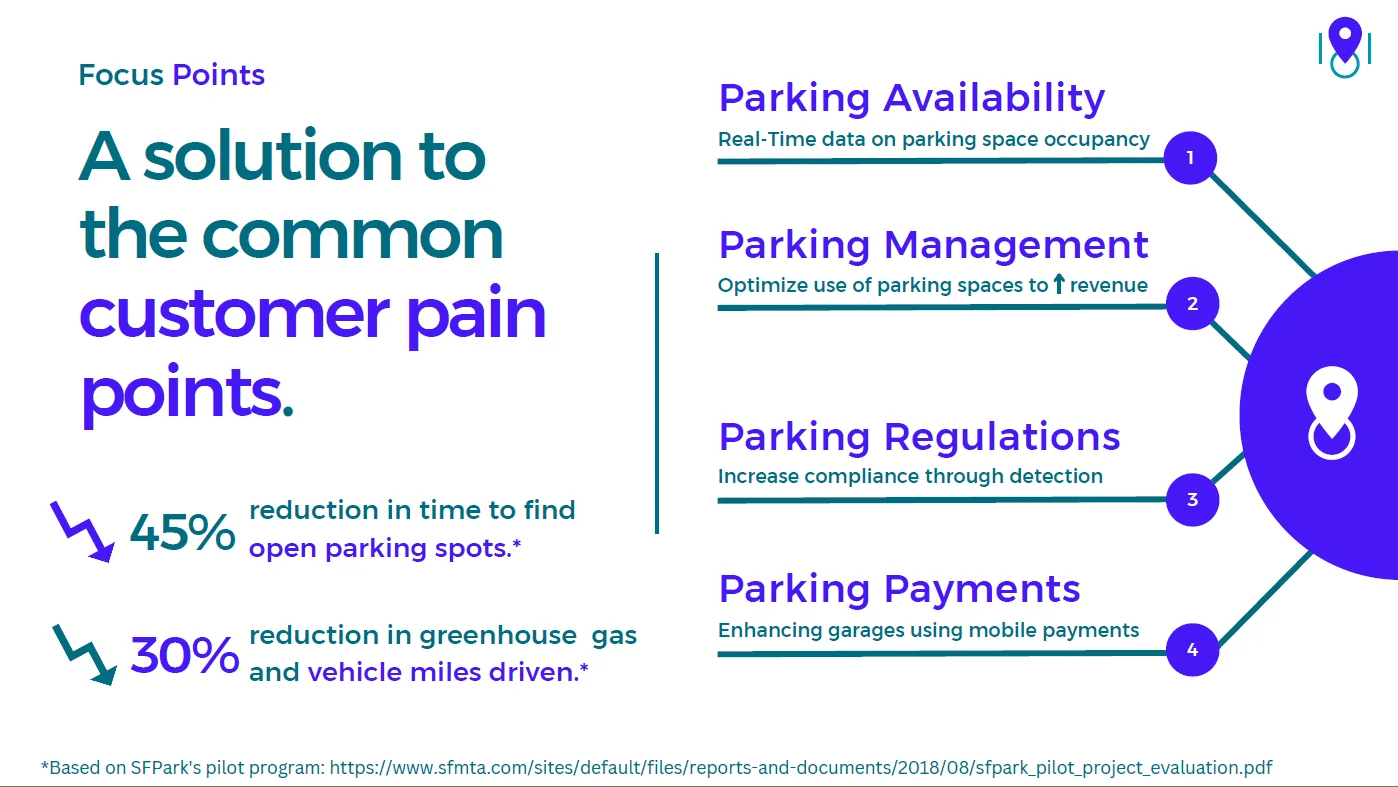 Focus Points
A solution to
the common
customer pain
points.
45% reduction in time to find
open parking spots.*
30% reduction in greenhouse gas
and vehicle miles driven.*
Parking Availability
Real-Time data on parking space occupancy
1
Parking Management
Optimize use of parking spaces to ↑ revenue
2
Parking Regulations
Increase compliance through detection
3
Parking Payments
Enhancing garages using mobile payments
4
*Based on SFPark's pilot program: https://www.sfmta.com/sites/default/files/reports-and-documents/2018/08/sfpark_pilot_project_evaluation.pdf